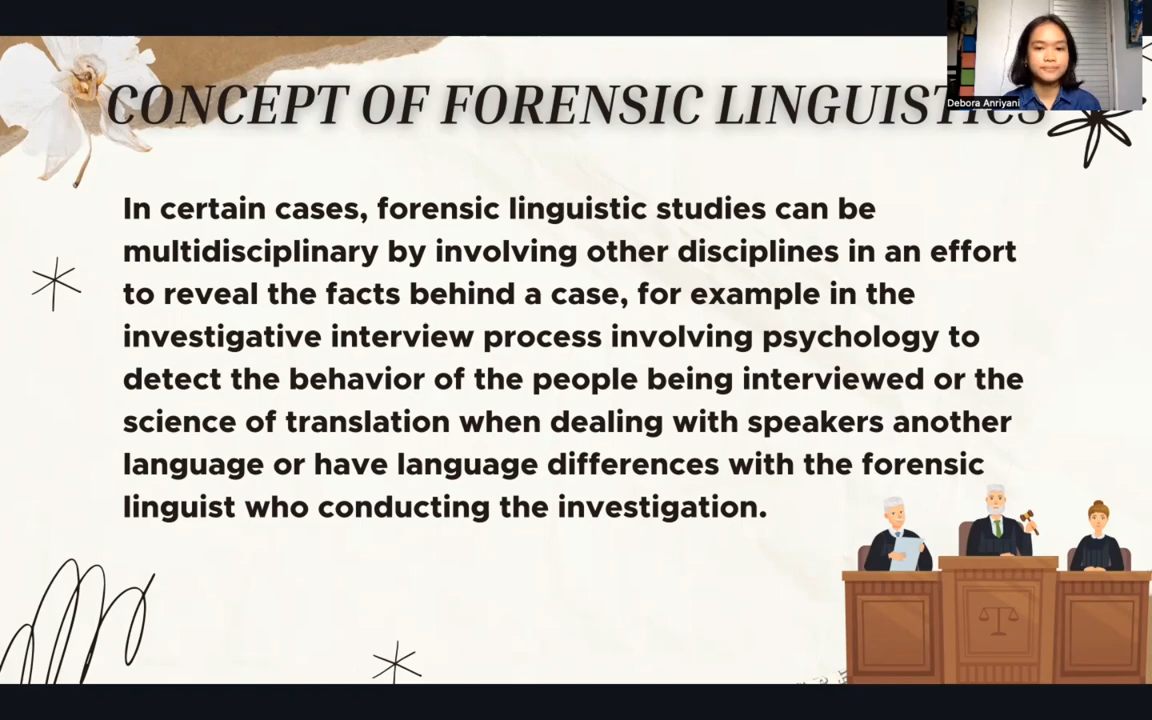 CONCEPT OF FORENSIC LINGUISTICS
Debora Anriyani
In certain cases, forensic linguistic studies can be
multidisciplinary by involving other disciplines in an effort
to reveal the facts behind a case, for example in the
investigative interview process involving psychology to
detect the behavior of the people being interviewed or the
science of translation when dealing with speakers another
language or have language differences with the forensic
linguist who conducting the investigation.